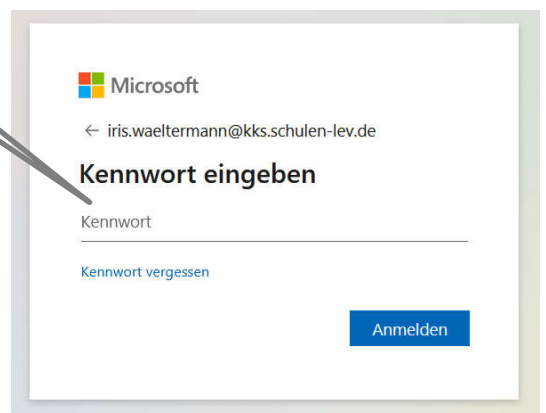 Microsoft
← iris.waeltermann@kks.schulen-lev.de
Kennwort eingeben
Kennwort
Kennwort vergessen
Anmelden